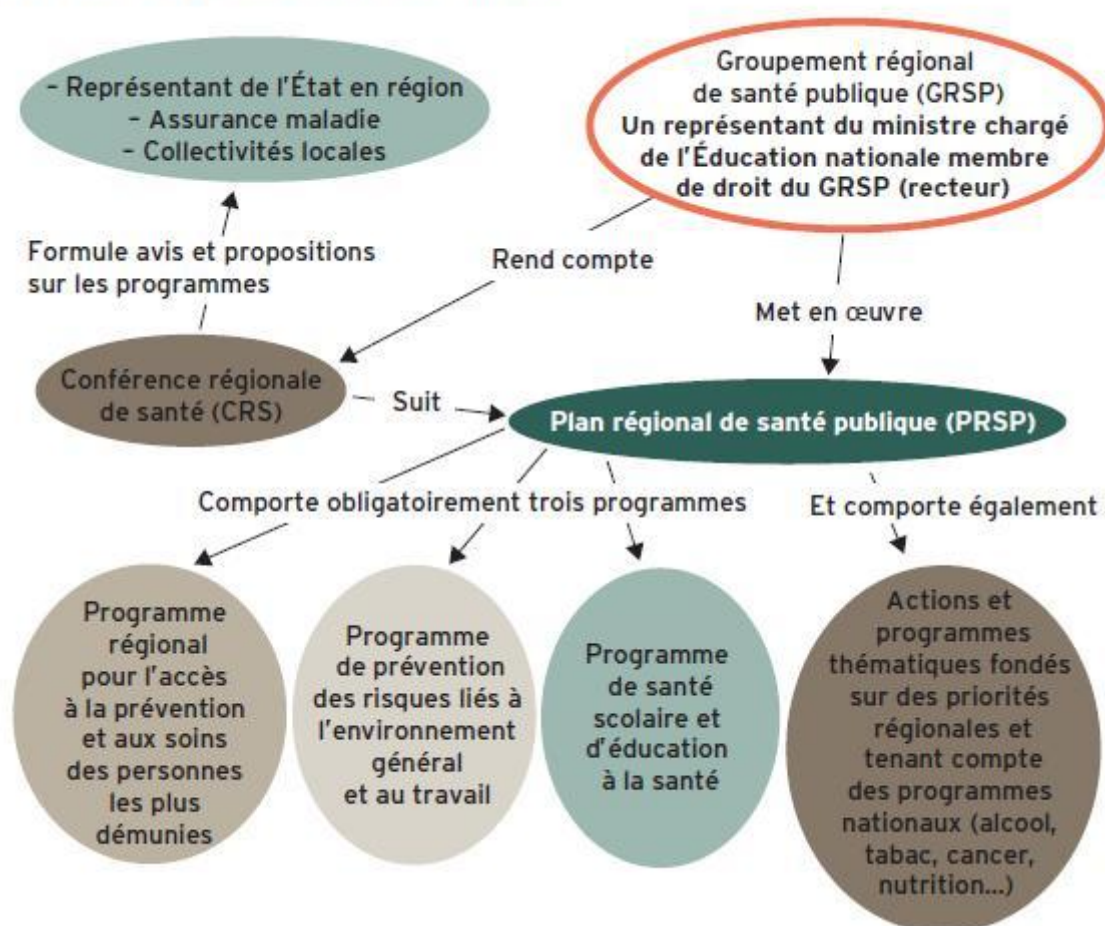 – Représentant de l'État en région
– Assurance maladie
– Collectivités locales
Groupement régional
de santé publique (GRSP)
Un représentant du ministre chargé
de l'Éducation nationale membre
de droit du GRSP (recteur)
Formule avis et propositions
sur les programmes
Rend compte
Met en œuvre
Conférence régionale
de santé (CRS)
Suit
Plan régional de santé publique (PRSP)
Comporte obligatoirement trois programmes
Et comporte également
Programme
régional
pour l'accès
à la prévention
et aux soins
des personnes
les plus
démunies
Programme
de prévention
des risques liés à
l'environnement
général
et au travail
Programme
de santé
scolaire et
d'éducation
à la santé
Actions et
programmes
thématiques fondés
sur des priorités
régionales et
tenant compte
des programmes
nationaux (alcool,
tabac, cancer,
nutrition...)